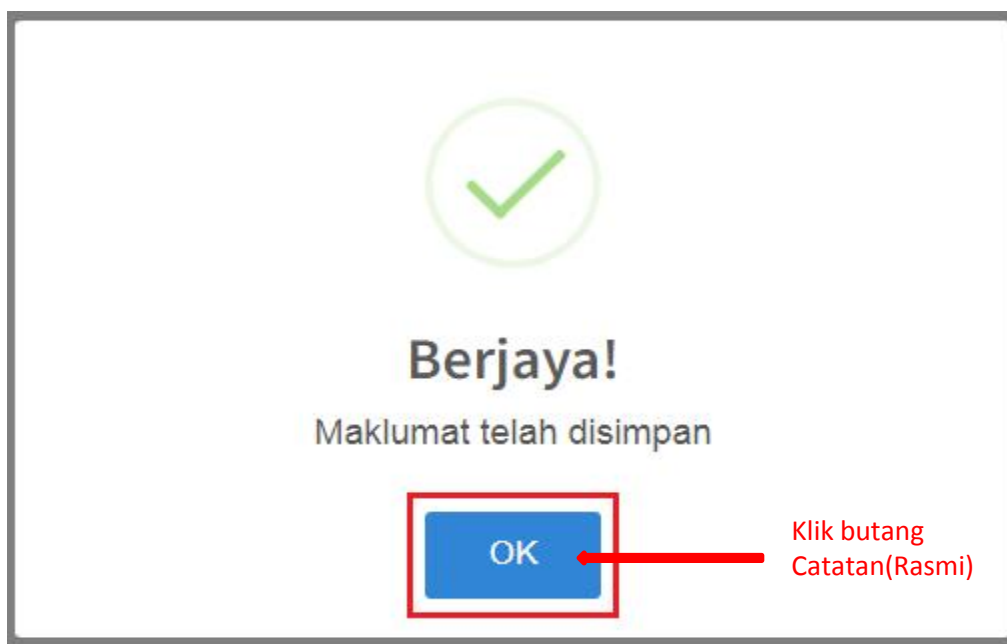 Berjaya!
Maklumat telah disimpan
OK
Klik butang
Catatan(Rasmi)